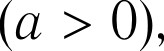 (a > 0),